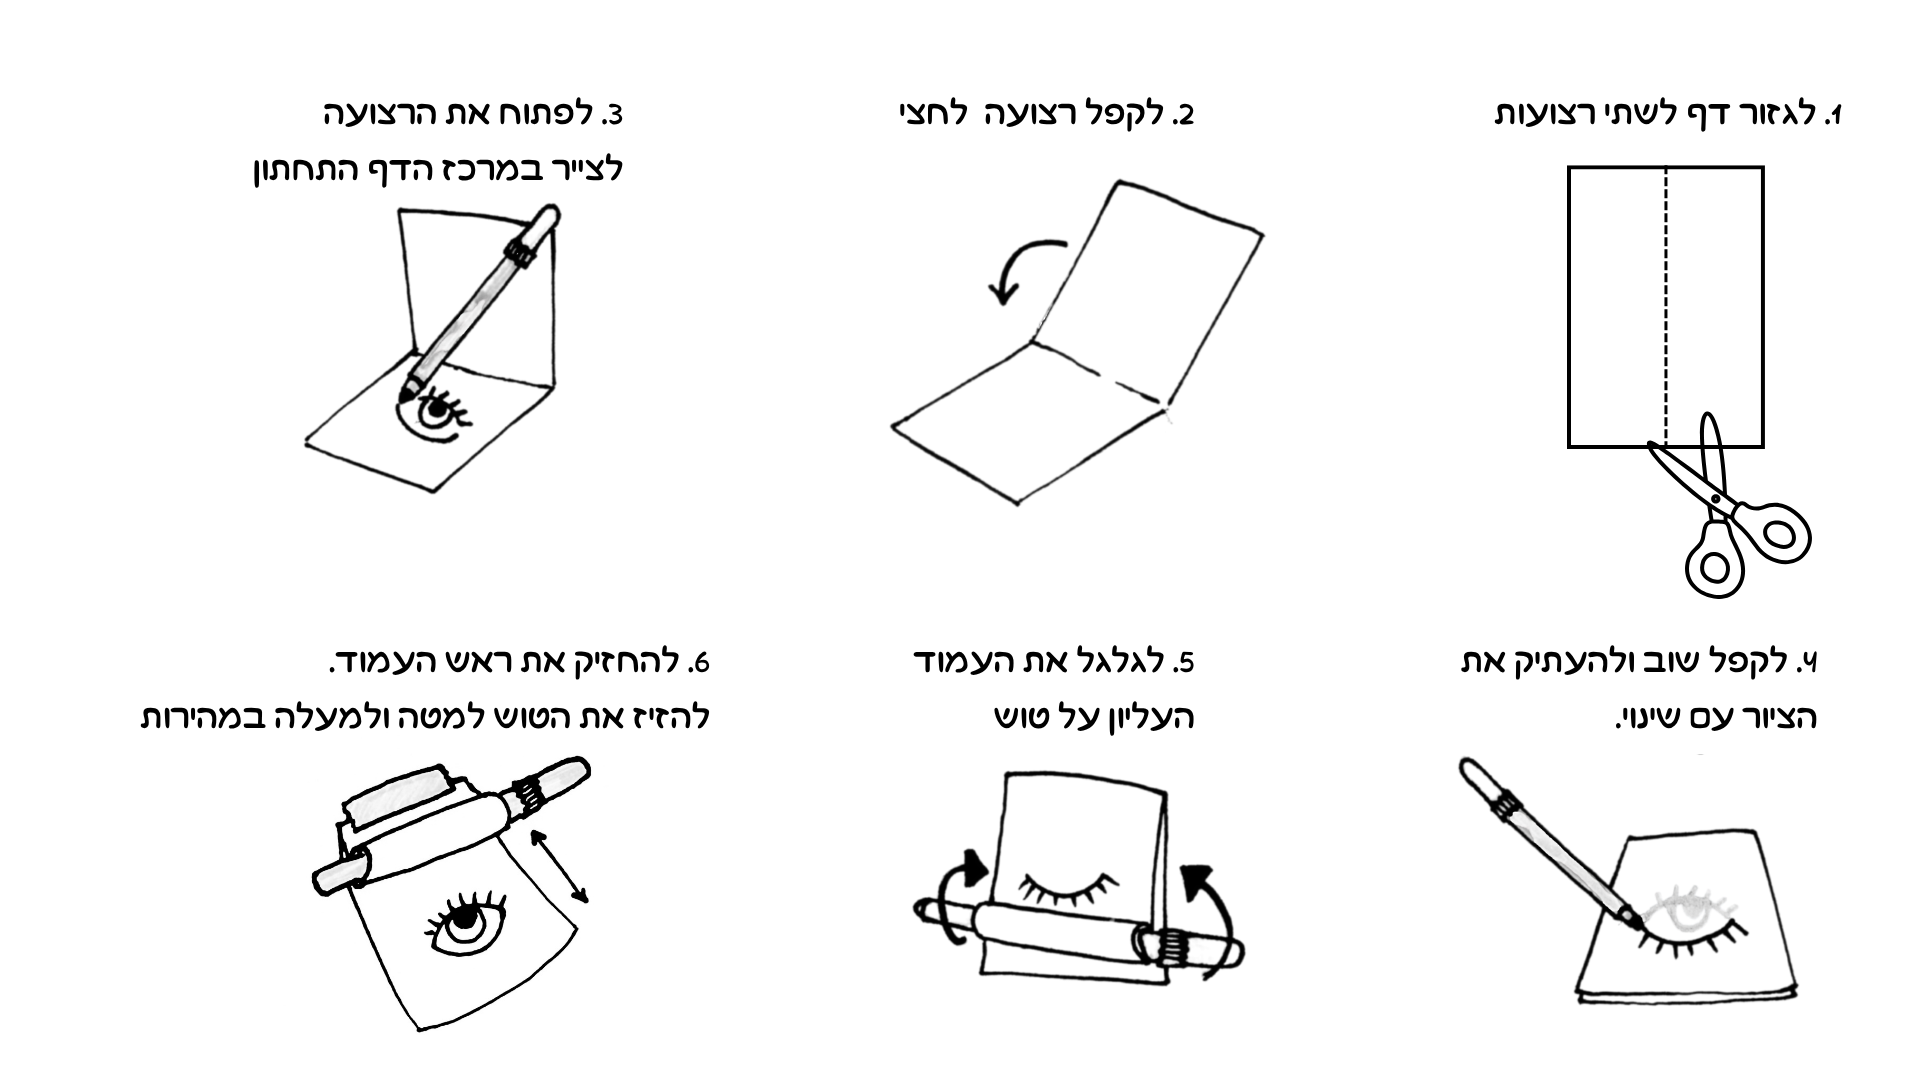 1. לגזור דף לשתי רצועות
2. לקפל רצועה לחצי
3. לפתוח את הרצועה
לצייר במרכז הדף התחתון
4. לקפל שוב ולהעתיק את
הציור עם שינוי.
5. לגלגל את העמוד
העליון על טוש
6. להחזיק את ראש העמוד.
להזיז את הטוש למטה ולמעלה במהירות